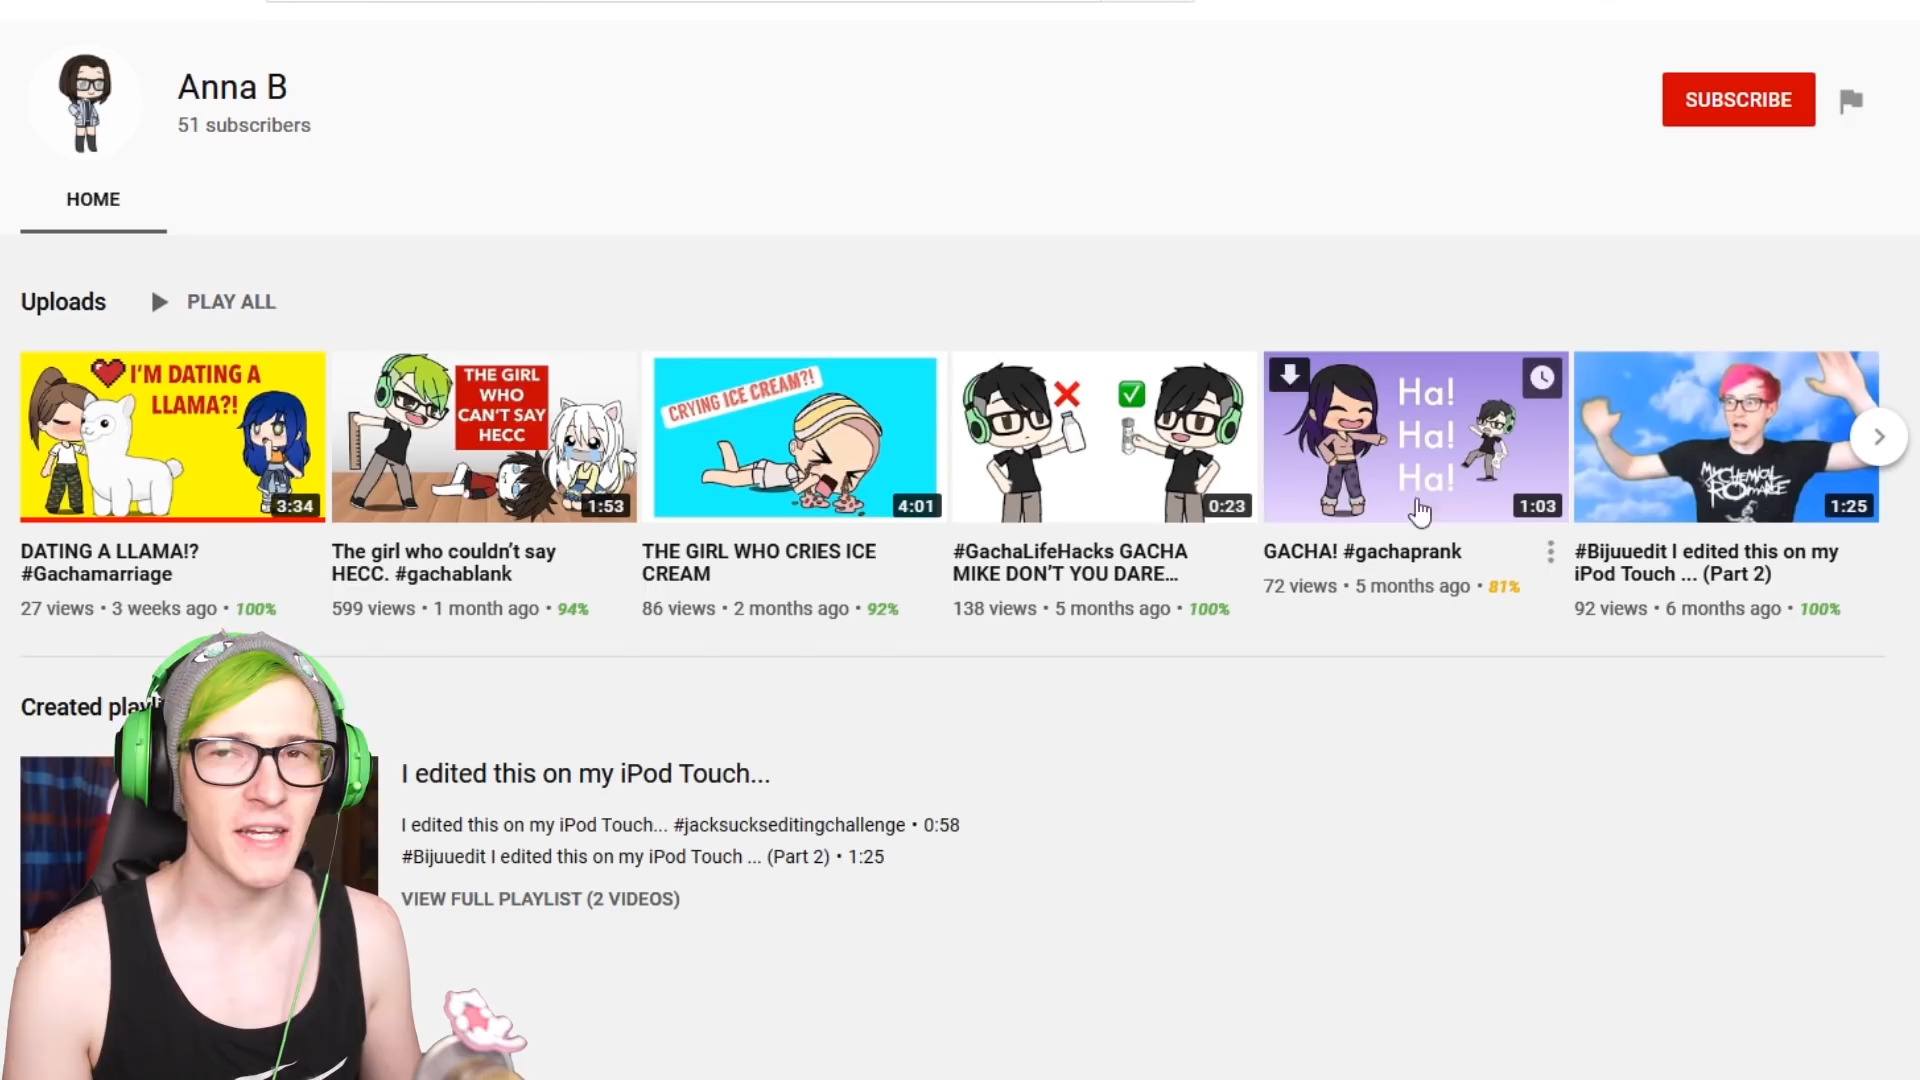 Anna B
51 subscribers
SUBSCRIBE
HOME
Uploads
PLAY ALL
I'M DATING A
LLAMA?!
3:34
THE GIRL
WHO
CAN'T SAY
HECC
1:53
CRYING ICE CREAM?!
4:01
0:23
Ha!
Ha!
Ha!
1:03
MY CHEMICAL
ROMANCE
1:25
DATING A LLAMA!?
#Gachamarriage
27 views • 3 weeks ago • 100%
The girl who couldn’t say
HECC. #gachablank
599 views • 1 month ago • 94%
THE GIRL WHO CRIES ICE
CREAM
86 views • 2 months ago • 92%
#GachaLifeHacks GACHA
MIKE DON’T YOU DARE...
138 views • 5 months ago • 100%
GACHA! #gachaprank
72 views • 5 months ago • 81%
#Bijuuedit I edited this on my
iPod Touch ... (Part 2)
92 views • 6 months ago • 100%
Created
I edited this on my iPod Touch...
I edited this on my iPod Touch... #jacksuckseditingchallenge • 0:58
#Bijuuedit I edited this on my iPod Touch ... (Part 2) • 1:25
VIEW FULL PLAYLIST (2 VIDEOS)